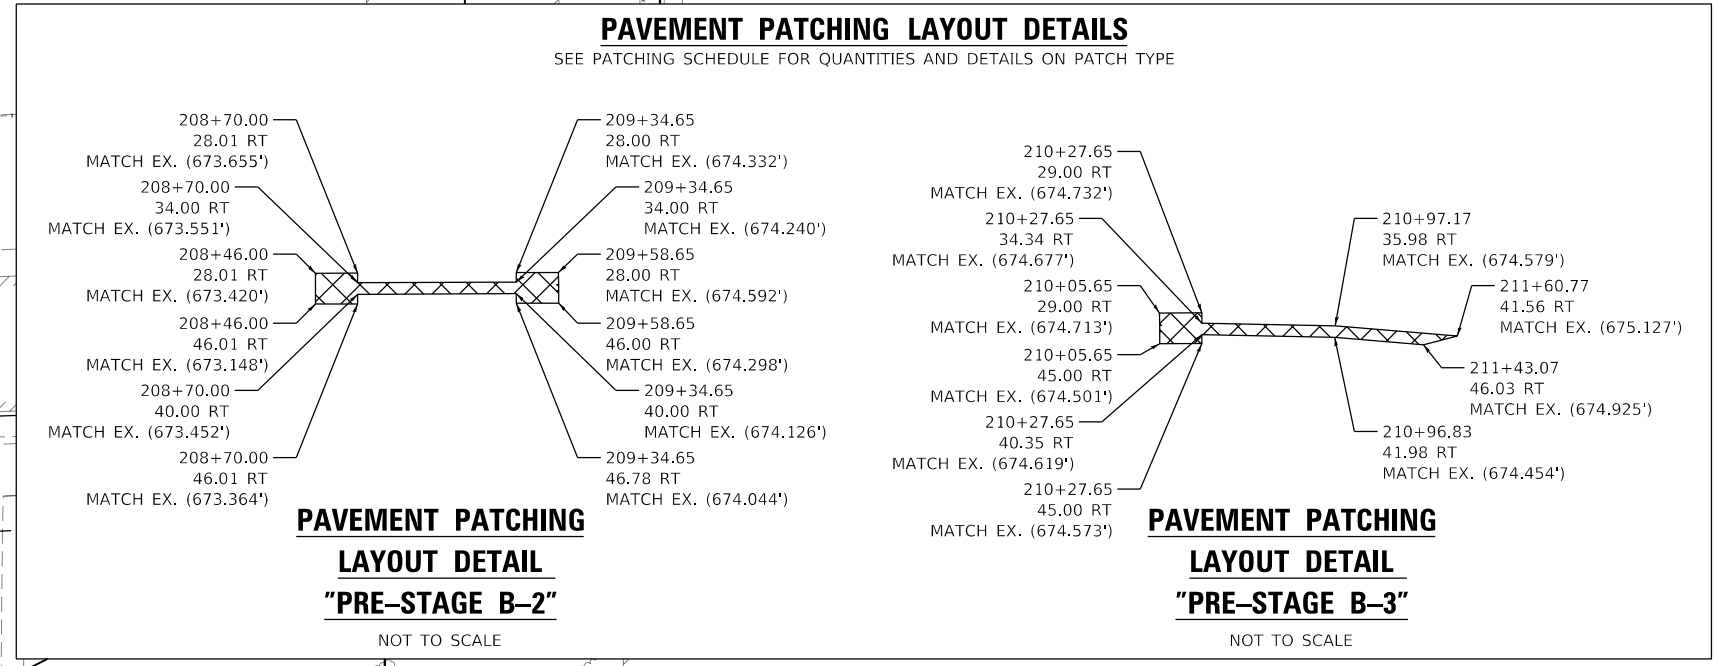 PAVEMENT PATCHING LAYOUT DETAILS
SEE PATCHING SCHEDULE FOR QUANTITIES AND DETAILS ON PATCH TYPE
208+70.00
28.01 RT
MATCH EX. (673.655')
208+70.00
34.00 RT
MATCH EX. (673.551')
208+46.00
28.01 RT
MATCH EX. (673.420')
208+46.00
46.01 RT
MATCH EX. (673.148')
208+70.00
40.00 RT
MATCH EX. (673.452')
208+70.00
46.01 RT
MATCH EX. (673.364')
209+34.65
28.00 RT
MATCH EX. (674.332')
209+34.65
34.00 RT
MATCH EX. (674.240')
209+58.65
28.00 RT
MATCH EX. (674.592')
209+58.65
46.00 RT
MATCH EX. (674.298')
209+34.65
40.00 RT
MATCH EX. (674.126')
209+34.65
46.78 RT
MATCH EX. (674.044')
PAVEMENT PATCHING
LAYOUT DETAIL
"PRE–STAGE B–2"
NOT TO SCALE
210+27.65
29.00 RT
MATCH EX. (674.732')
210+27.65
34.34 RT
MATCH EX. (674.677')
210+05.65
29.00 RT
MATCH EX. (674.713')
210+05.65
45.00 RT
MATCH EX. (674.501')
210+27.65
40.35 RT
MATCH EX. (674.619')
210+27.65
45.00 RT
MATCH EX. (674.573')
210+97.17
35.98 RT
MATCH EX. (674.579')
211+60.77
41.56 RT
MATCH EX. (675.127')
211+43.07
46.03 RT
MATCH EX. (674.925')
210+96.83
41.98 RT
MATCH EX. (674.454')
PAVEMENT PATCHING
LAYOUT DETAIL
"PRE–STAGE B–3"
NOT TO SCALE